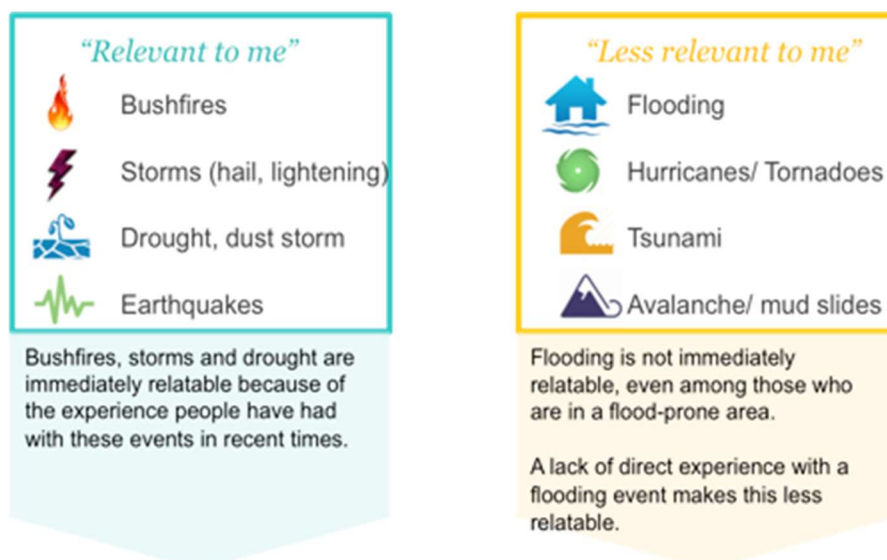 “Relevant to me”
Bushfires
Storms (hail, lightening)
Drought, dust storm
Earthquakes
Bushfires, storms and drought are
immediately relatable because of
the experience people have had
with these events in recent times.
“Less relevant to me”
Flooding
Hurricanes/ Tornadoes
Tsunami
Avalanche/ mud slides
Flooding is not immediately
relatable, even among those who
are in a flood-prone area.
A lack of direct experience with a
flooding event makes this less
relatable.